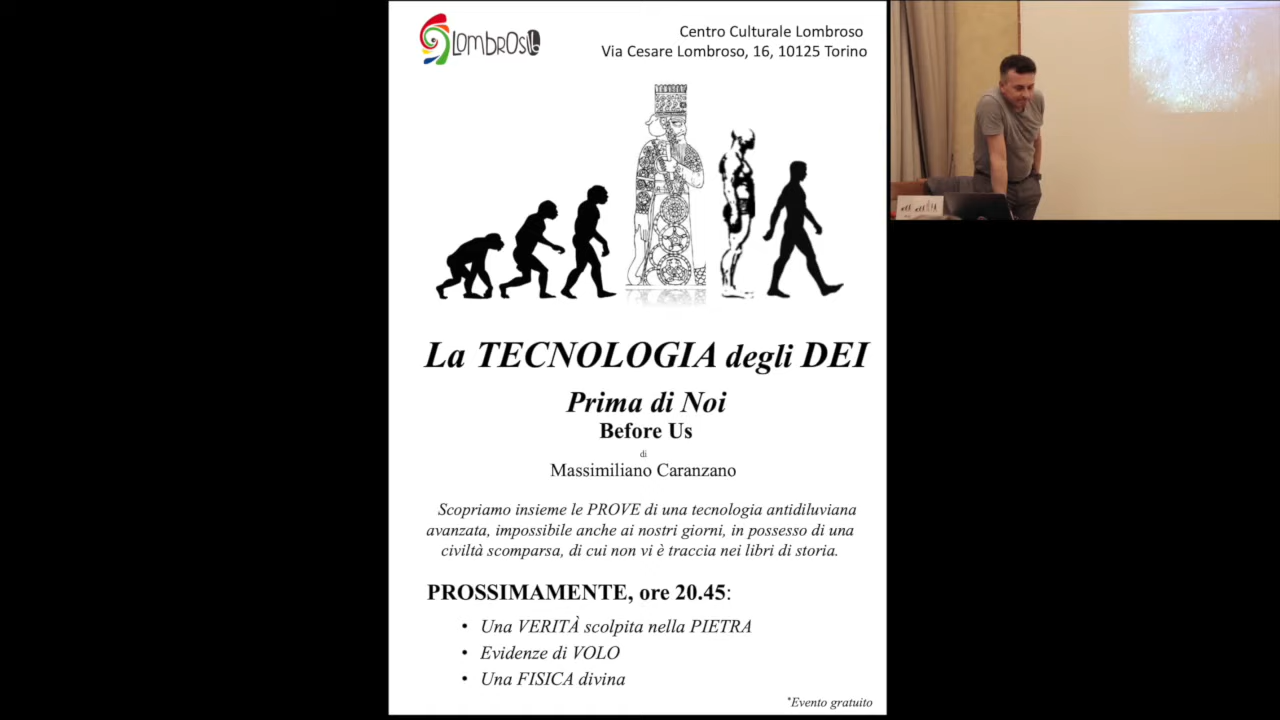 LOMBROSO16
Centro Culturale Lombroso
Via Cesare Lombroso, 16, 10125 Torino
La TECNOLOGIA degli DEI
Prima di Noi
Before Us
di
Massimiliano Caranzano
Scopriamo insieme le PROVE di una tecnologia antidiluviana
avanzata, impossibile anche ai nostri giorni, in possesso di una
civiltà scomparsa, di cui non vi è traccia nei libri di storia.
PROSSIMAMENTE, ore 20.45:
• Una VERITÀ scolpita nella PIETRA
• Evidenze di VOLO
• Una FISICA divina
*Evento gratuito